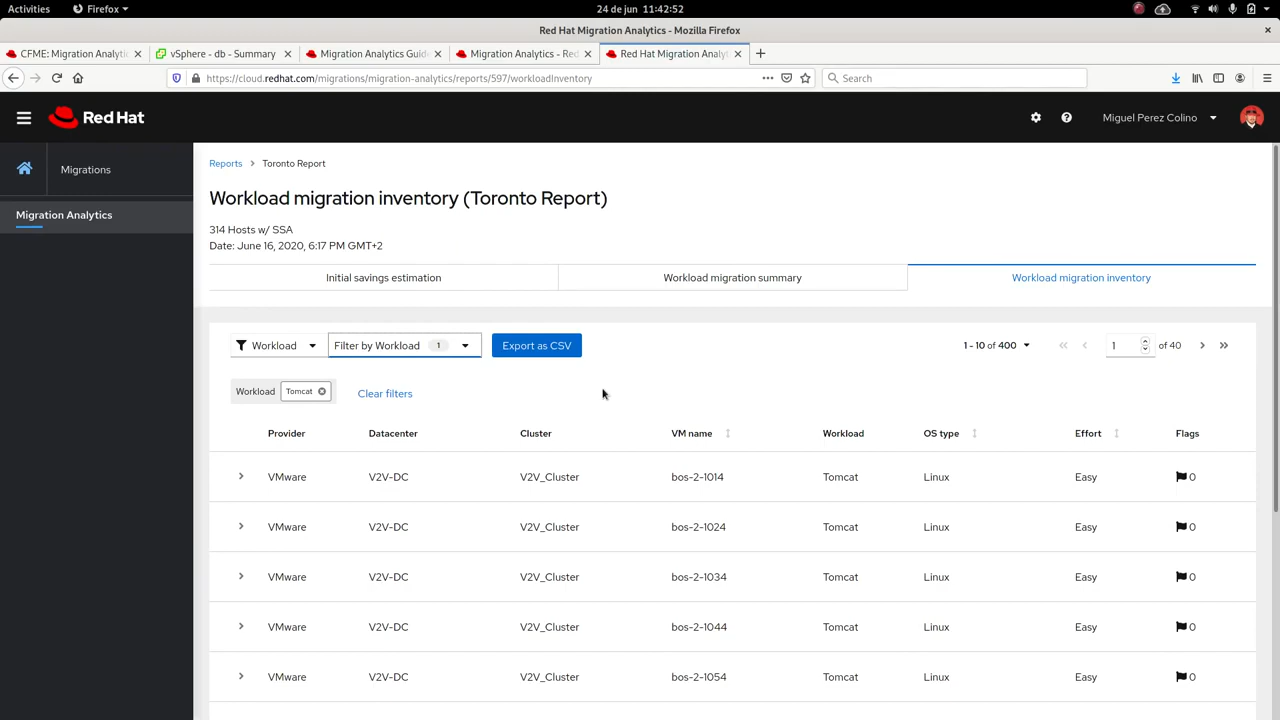 Activities
Firefox
24 de jun 11:42:52
Red Hat Migration Analytics - Mozilla Firefox
CFME: Migration Analytic
vSphere - db - Summary
Migration Analytics Guid
Migration Analytics - Red
Red Hat Migration Analyt
https://cloud.redhat.com/migrations/migration-analytics/reports/597/workloadInventory
Search
Red Hat
Miguel Perez Colino
Migrations
Migration Analytics
Reports > Toronto Report
Workload migration inventory (Toronto Report)
314 Hosts w/ SSA
Date: June 16, 2020, 6:17 PM GMT+2
Initial savings estimation
Workload migration summary
Workload migration inventory
Workload
Filter by Workload 1
Export as CSV
1 - 10 of 400
1 of 40
Workload Tomcat
Clear filters
Provider Datacenter Cluster VM name Workload OS type Effort Flags
VMware V2V-DC V2V_Cluster bos-2-1014 Tomcat Linux Easy 0
VMware V2V-DC V2V_Cluster bos-2-1024 Tomcat Linux Easy 0
VMware V2V-DC V2V_Cluster bos-2-1034 Tomcat Linux Easy 0
VMware V2V-DC V2V_Cluster bos-2-1044 Tomcat Linux Easy 0
VMware V2V-DC V2V_Cluster bos-2-1054 Tomcat Linux Easy 0